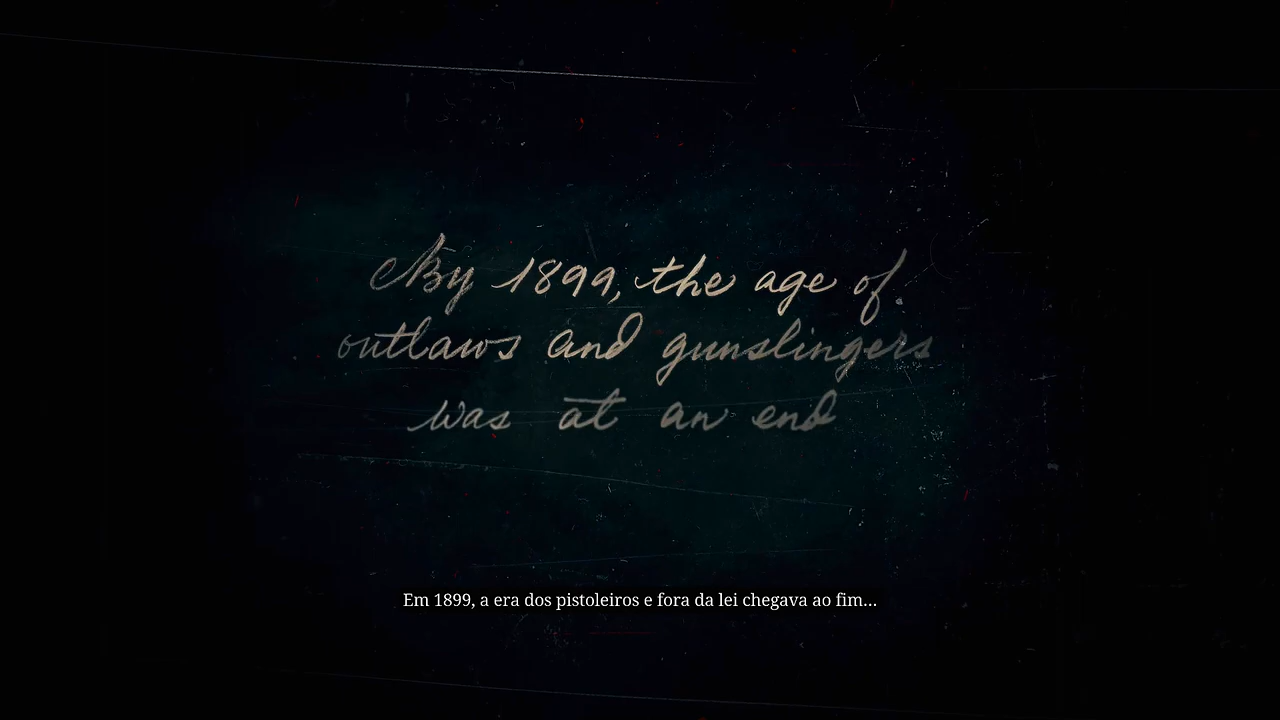 By 1899, the age of
outlaws and gunslingers
was at an end
Em 1899, a era dos pistoleiros e fora da lei chegava ao fim...